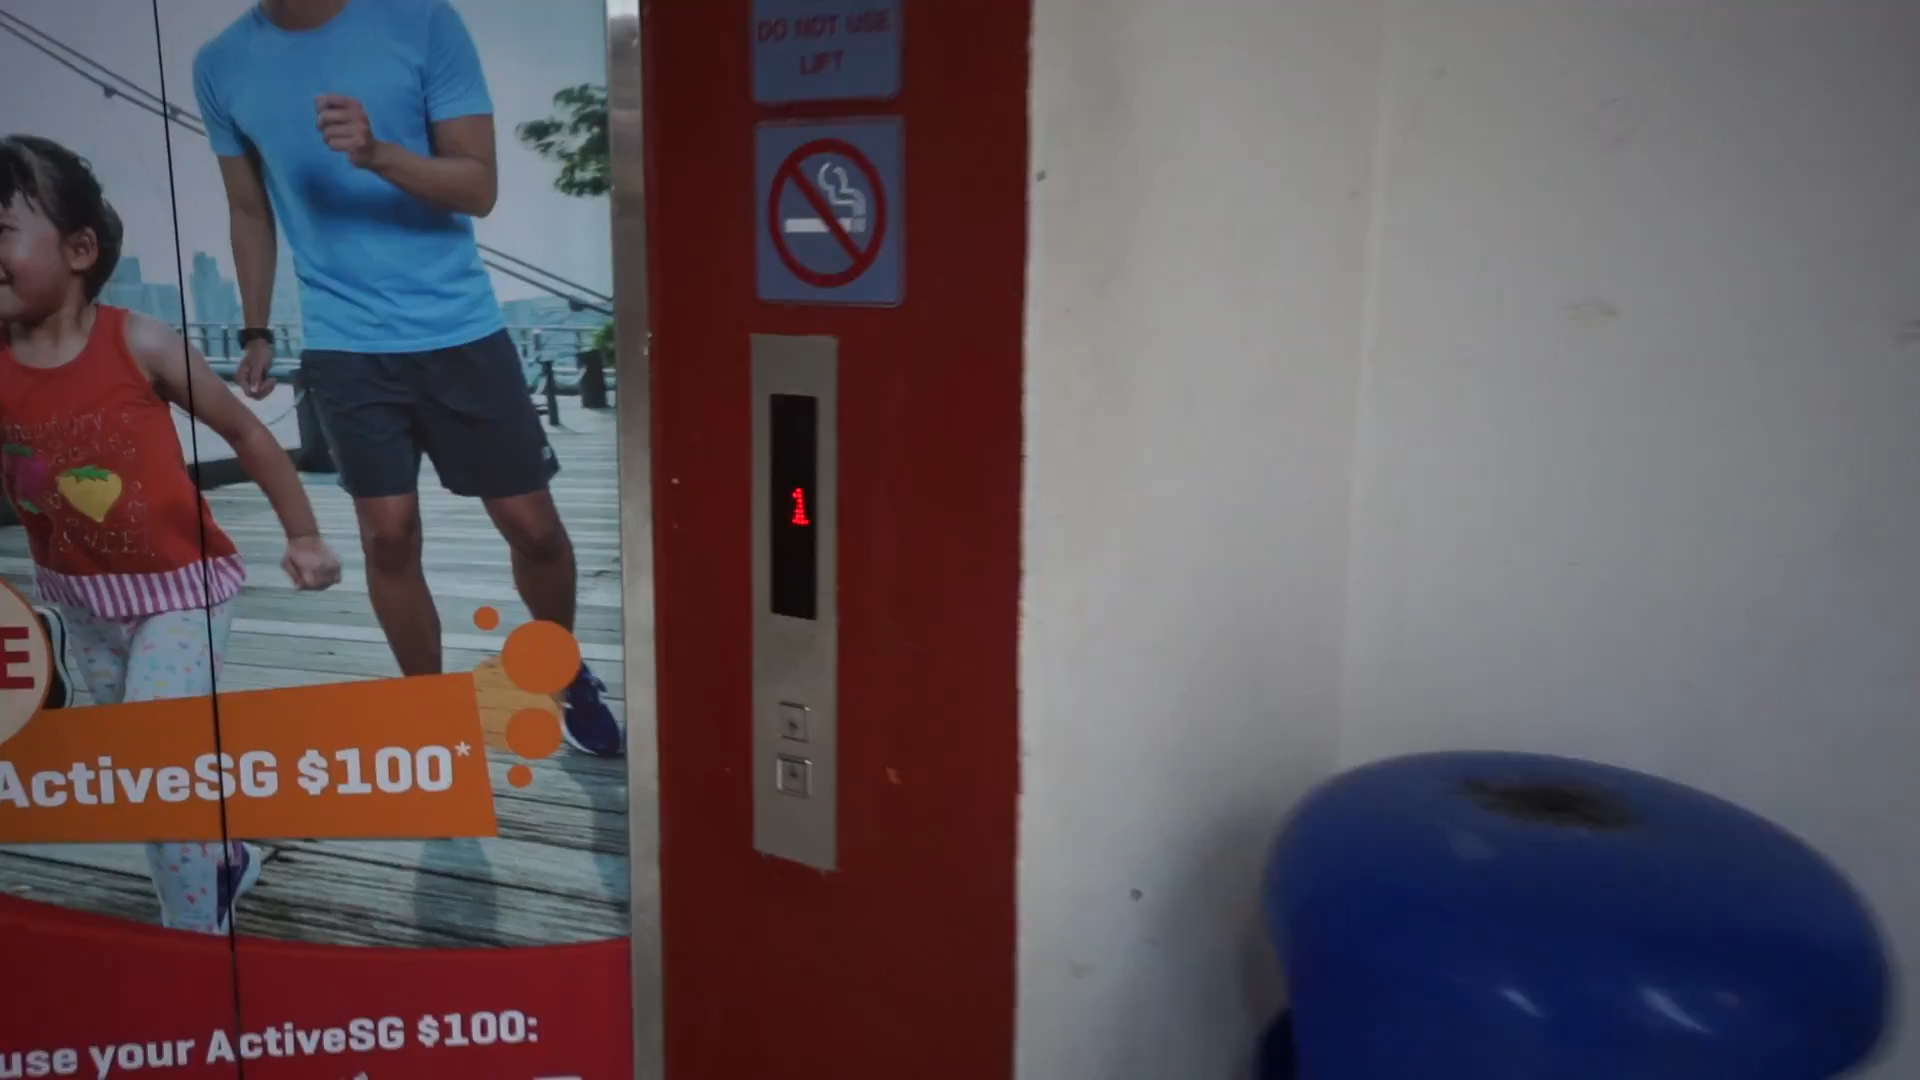 DO NOT USE
LIFT
1
E
ActiveSG $100*
use your ActiveSG $100: